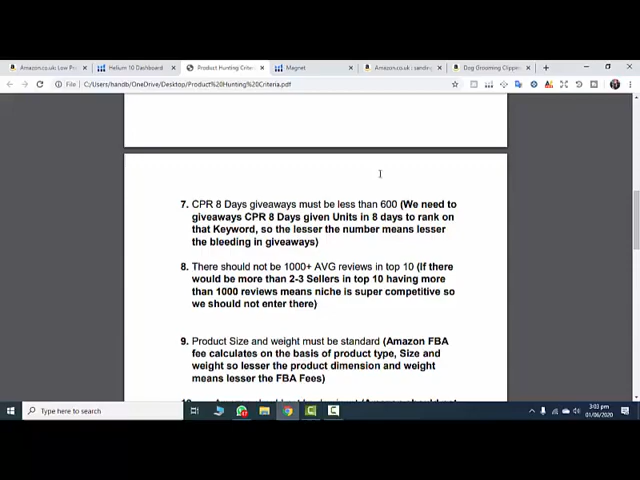 Amazon.co.uk: Low Pr
Helium 10 Dashboard
Product Hunting Criteri
Magnet
Amazon.co.uk : sandwi
Dog Grooming Clippin
File
C:/Users/handb/OneDrive/Desktop/Product%20Hunting%20Criteria.pdf
7. CPR 8 Days giveaways must be less than 600 (We need to
giveaways CPR 8 Days given Units in 8 days to rank on
that Keyword, so the lesser the number means lesser
the bleeding in giveaways)
8. There should not be 1000+ AVG reviews in top 10 (If there
would be more than 2-3 Sellers in top 10 having more
than 1000 reviews means niche is super competitive so
we should not enter there)
9. Product Size and weight must be standard (Amazon FBA
fee calculates on the basis of product type, Size and
weight so lesser the product dimension and weight
means lesser the FBA Fees)
Type here to search
3:03 pm
01/06/2020